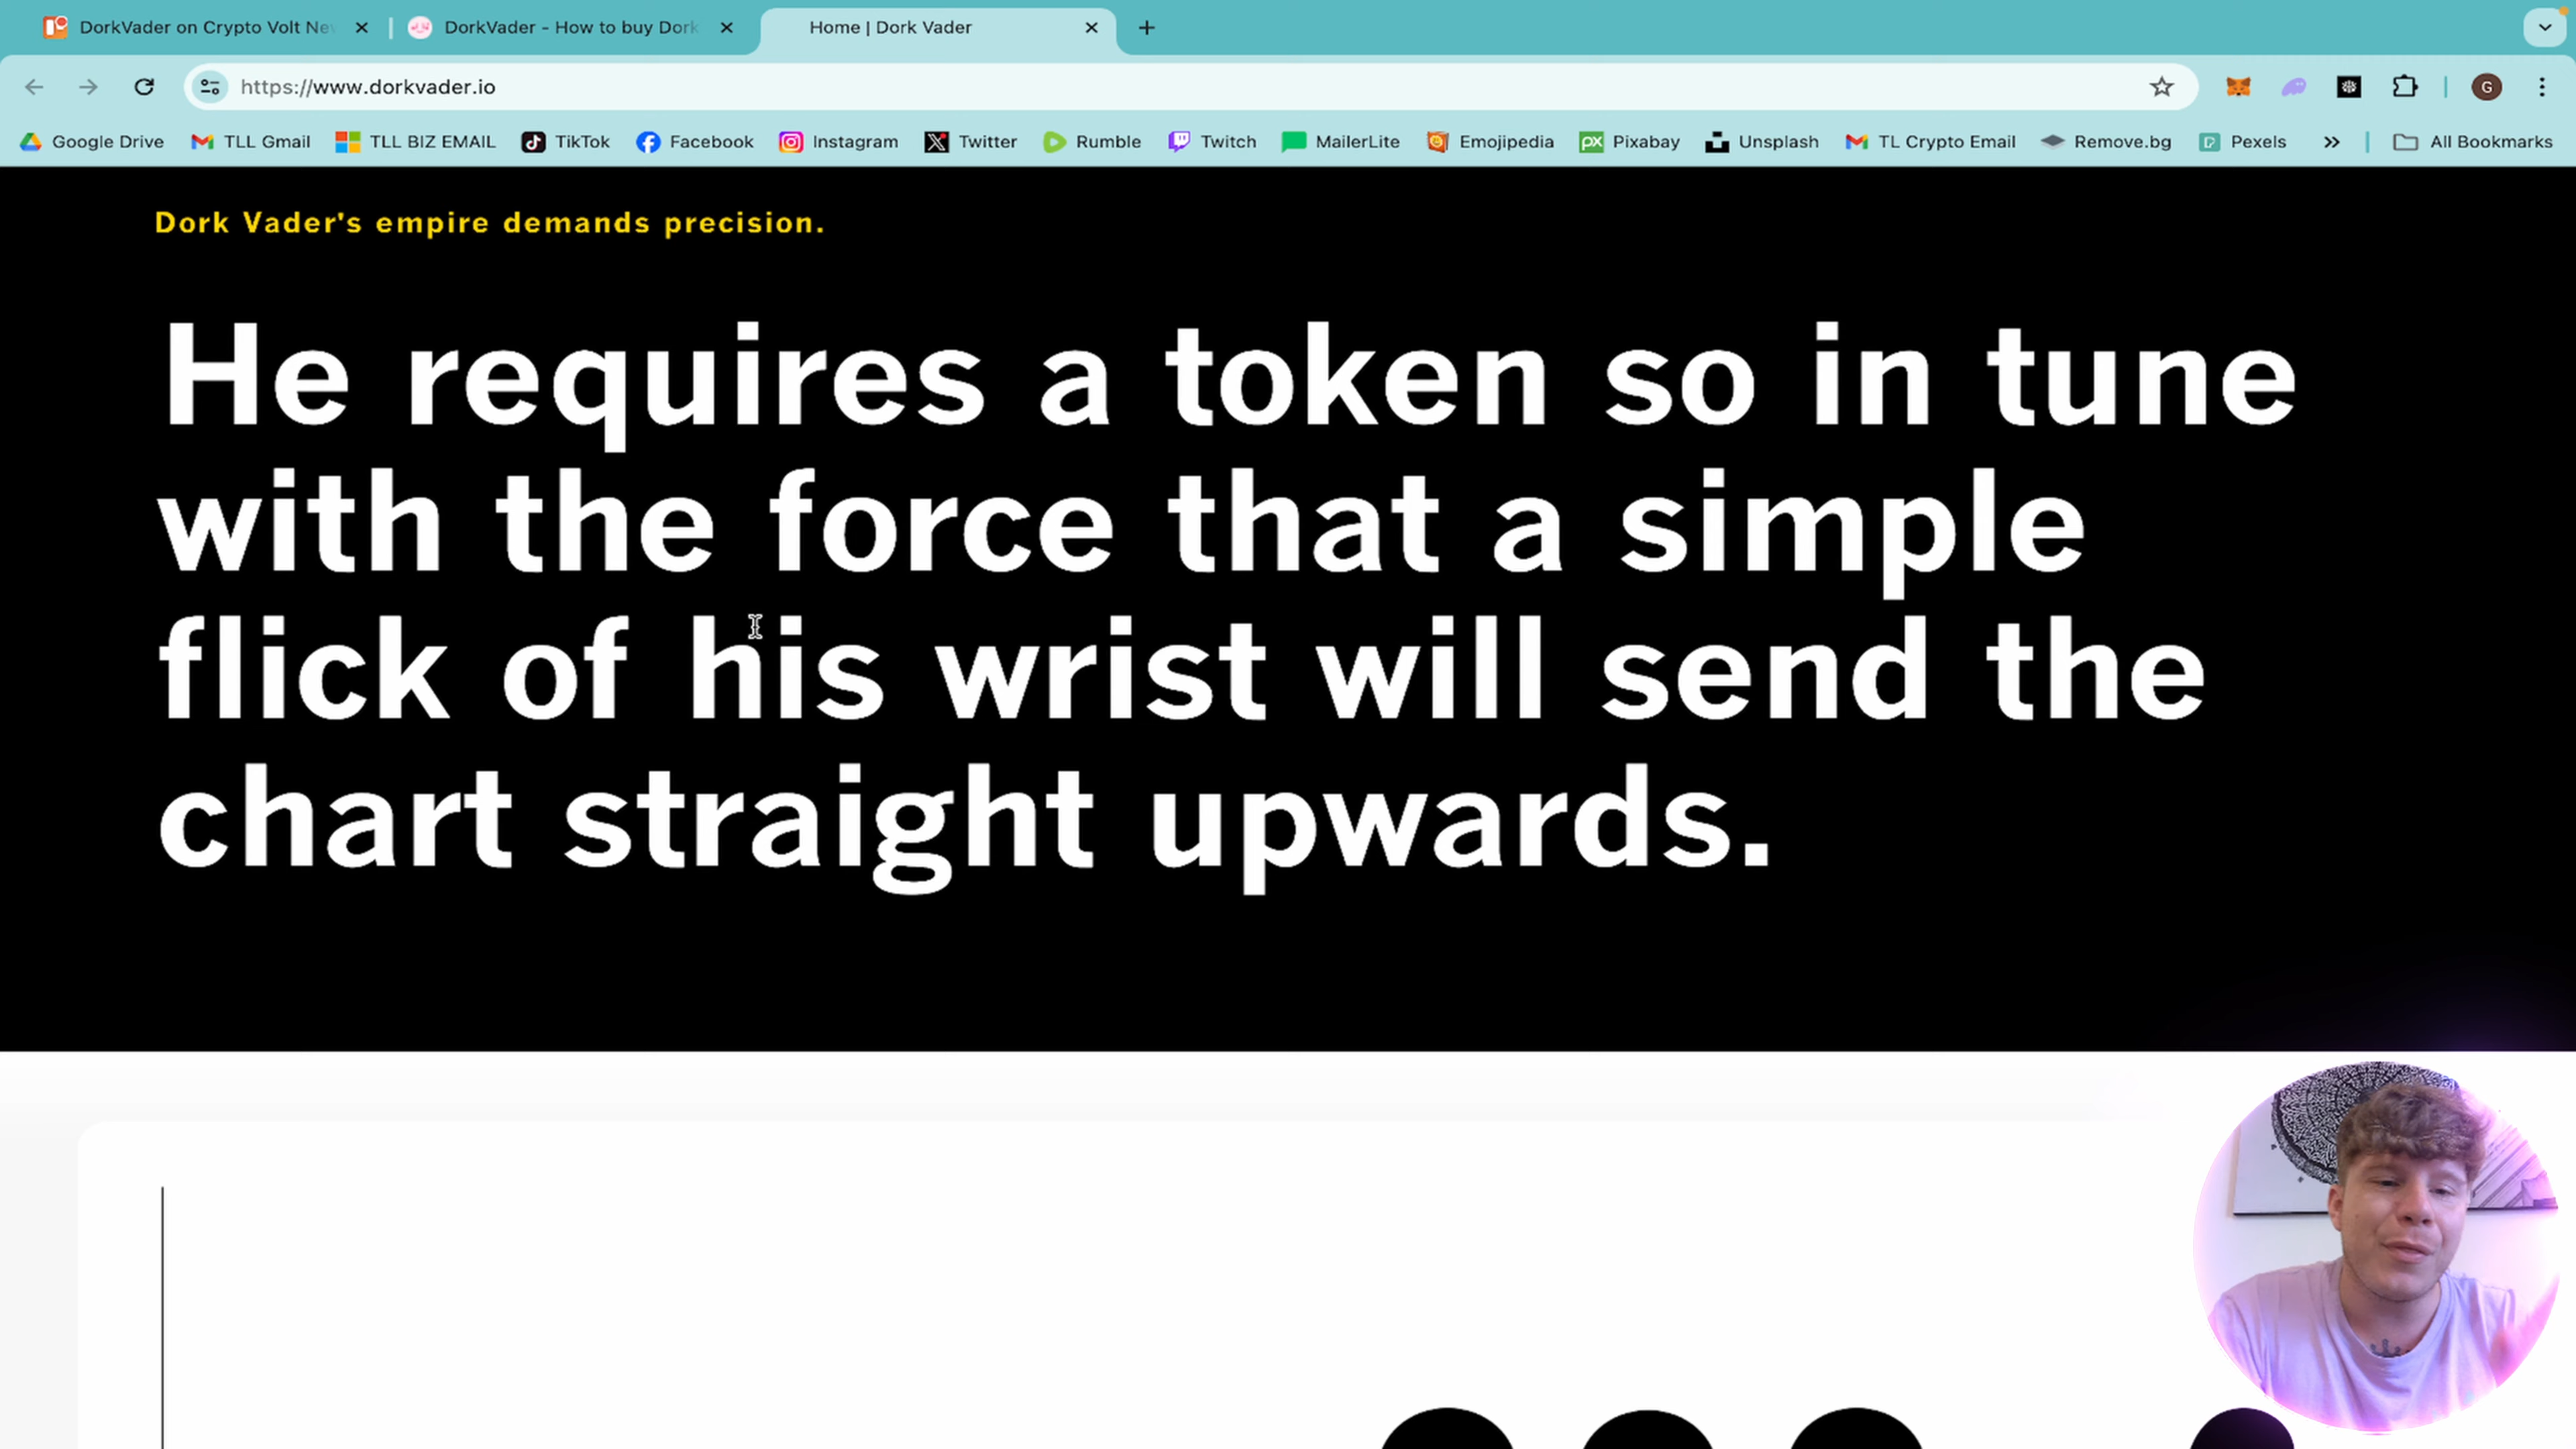 DorkVader on Crypto Volt Nev
DorkVader - How to buy Dork
Home | Dork Vader
https://www.dorkvader.io
G
Google Drive
TLL Gmail
TLL BIZ EMAIL
TikTok
Facebook
Instagram
Twitter
Rumble
Twitch
MailerLite
Emojipedia
px Pixabay
Unsplash
TL Crypto Email
Remove.bg
Pexels
All Bookmarks
Dork Vader's empire demands precision.
He requires a token so in tune
with the force that a simple
flick of his wrist will send the
chart straight upwards.